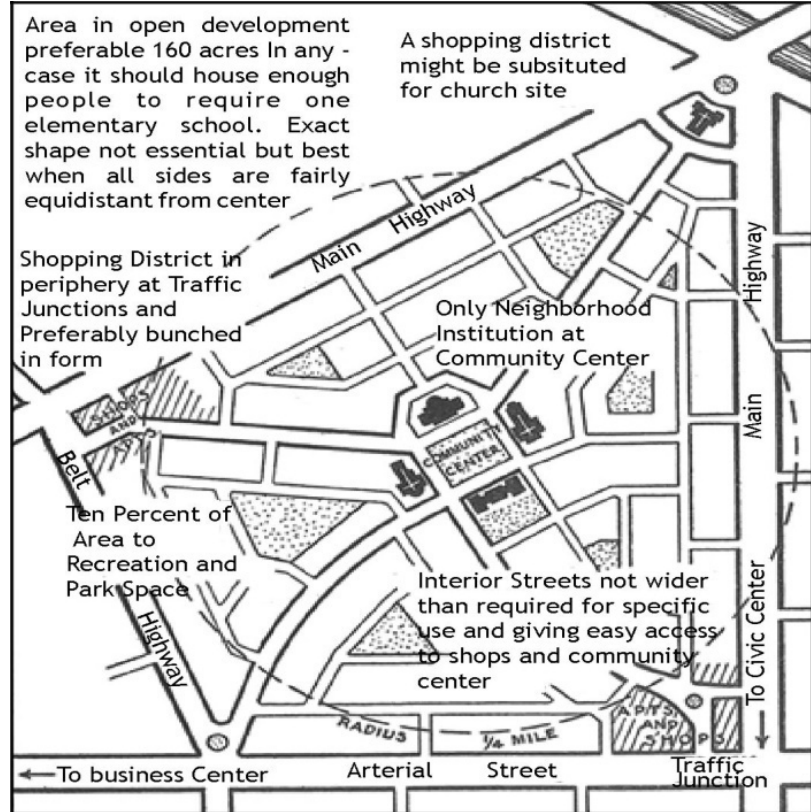 Area in open development
preferable 160 acres In any -
case it should house enough
people to require one
elementary school. Exact
shape not essential but best
when all sides are fairly
equidistant from center
A shopping district
might be subsituted
for church site
Main Highway
Shopping District in
periphery at Traffic
Junctions and
Preferably bunched
in form
Highway
Main
Only Neighborhood
Institution at
Community Center
SHOPS
AND
APTS
COMMUNITY
CENTER
Belt
Highway
Ten Percent of
Area to
Recreation and
Park Space
Interior Streets not wider
than required for specific
use and giving easy access
to shops and community
center
To Civic Center
APTS
AND
SHOPS
RADIUS 1/4 MILE
To business Center
Arterial Street
Traffic
Junction